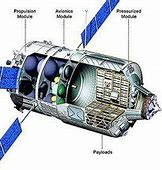 Propulsion
Module
Avionics
Module
Pressurized
Module
Payloads